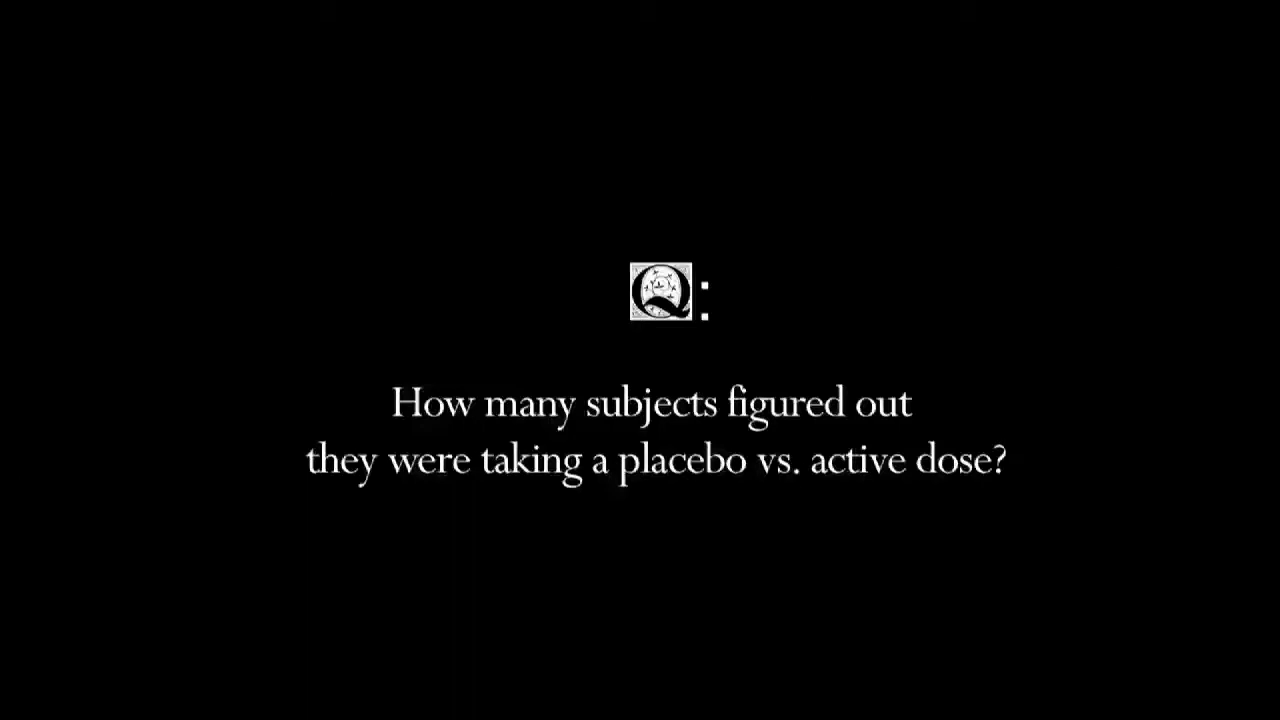 Q:
How many subjects figured out
they were taking a placebo vs. active dose?